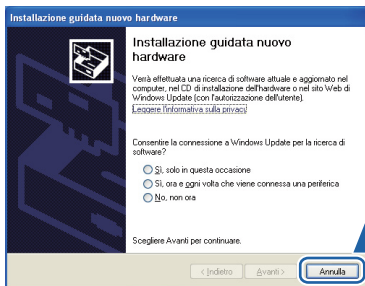 Installazione guidata nuovo hardware
Installazione guidata nuovo
hardware
Verrà effettuata una ricerca di software attuale e aggiornato nel
computer, nel CD di installazione dell'hardware o nel sito Web di
Windows Update (con l'autorizzazione dell'utente).
Leggere l'informativa sulla privacy
Consentire la connessione a Windows Update per la ricerca di
software?
Sì, solo in questa occasione
Sì, ora e ogni volta che viene connessa una periferica
No, non ora
Scegliere Avanti per continuare.
< Indietro
Avanti >
Annulla